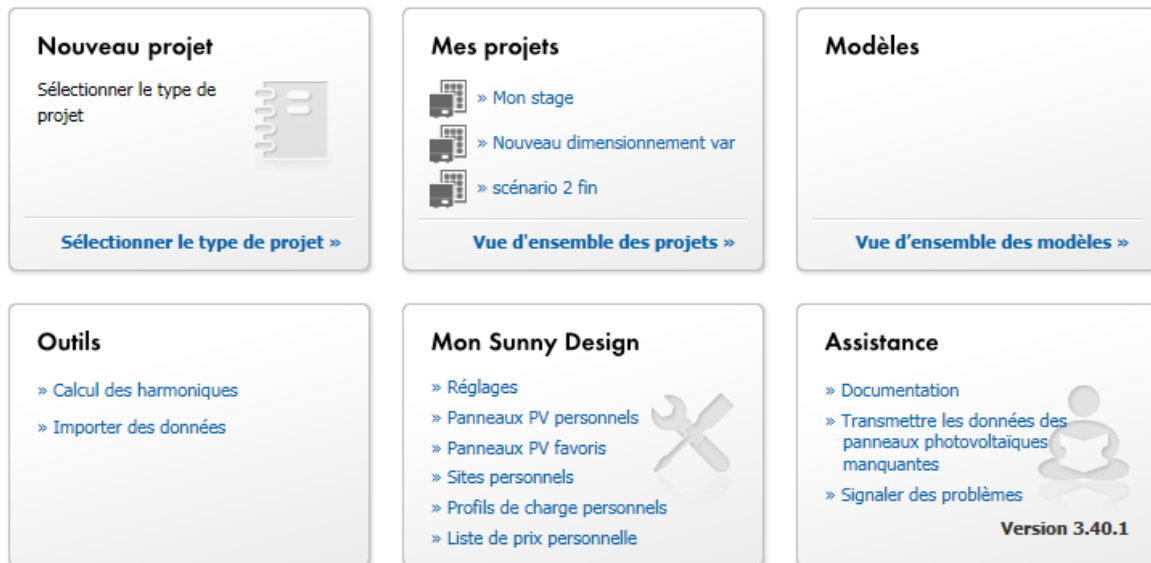 Nouveau projet
Sélectionner le type de
projet
Sélectionner le type de projet »
Mes projets
» Mon stage
» Nouveau dimensionnement var
» scénario 2 fin
Vue d'ensemble des projets »
Modèles
Vue d’ensemble des modèles »
Outils
» Calcul des harmoniques
» Importer des données
Mon Sunny Design
» Réglages
» Panneaux PV personnels
» Panneaux PV favoris
» Sites personnels
» Profils de charge personnels
» Liste de prix personnelle
Assistance
» Documentation
» Transmettre les données des
panneaux photovoltaïques
manquantes
» Signaler des problèmes
Version 3.40.1